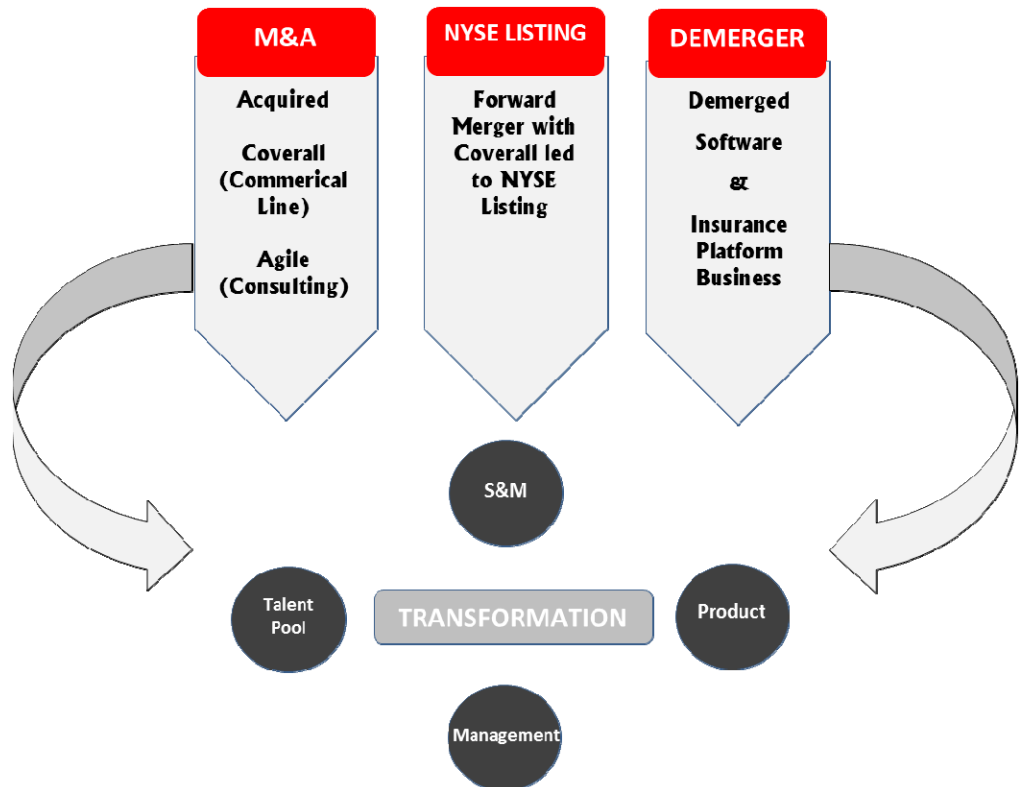 M&A
Acquired
Coverall
(Commerical
Line)
Agile
(Consulting)
NYSE LISTING
Forward
Merger with
Coverall led
to NYSE
Listing
DEMERGER
Demerged
Software
&
Insurance
Platform
Business
S&M
Talent
Pool
TRANSFORMATION
Product
Management